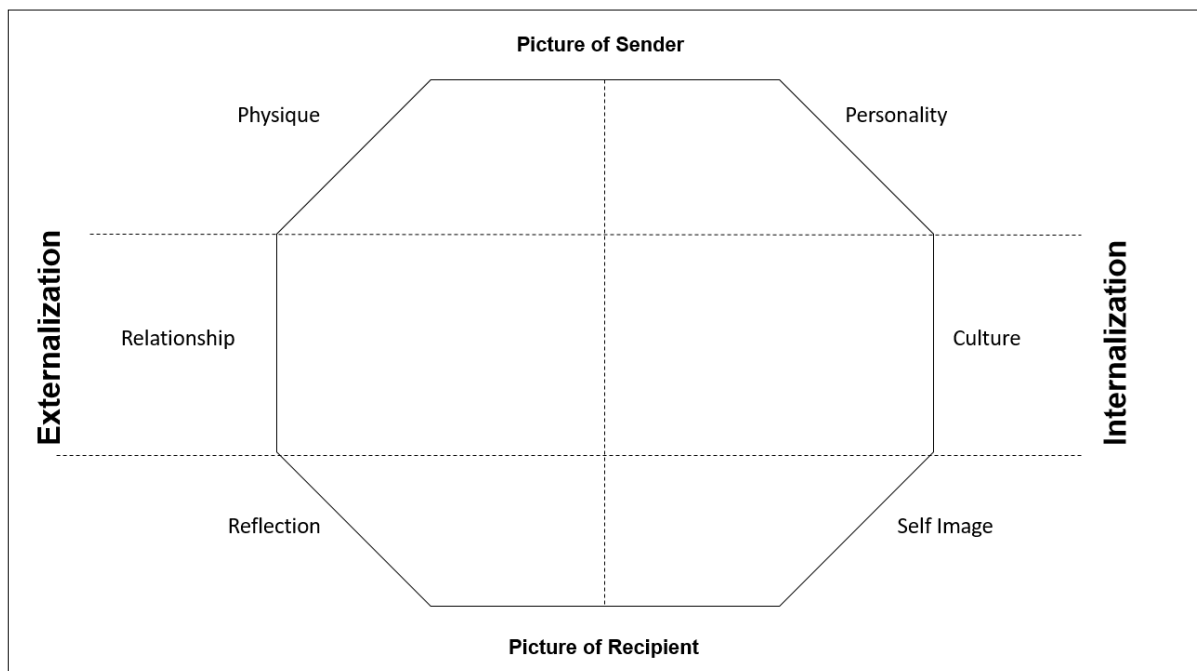 Picture of Sender
Physique
Personality
Externalization
Relationship
Culture
Internalization
Reflection
Self Image
Picture of Recipient